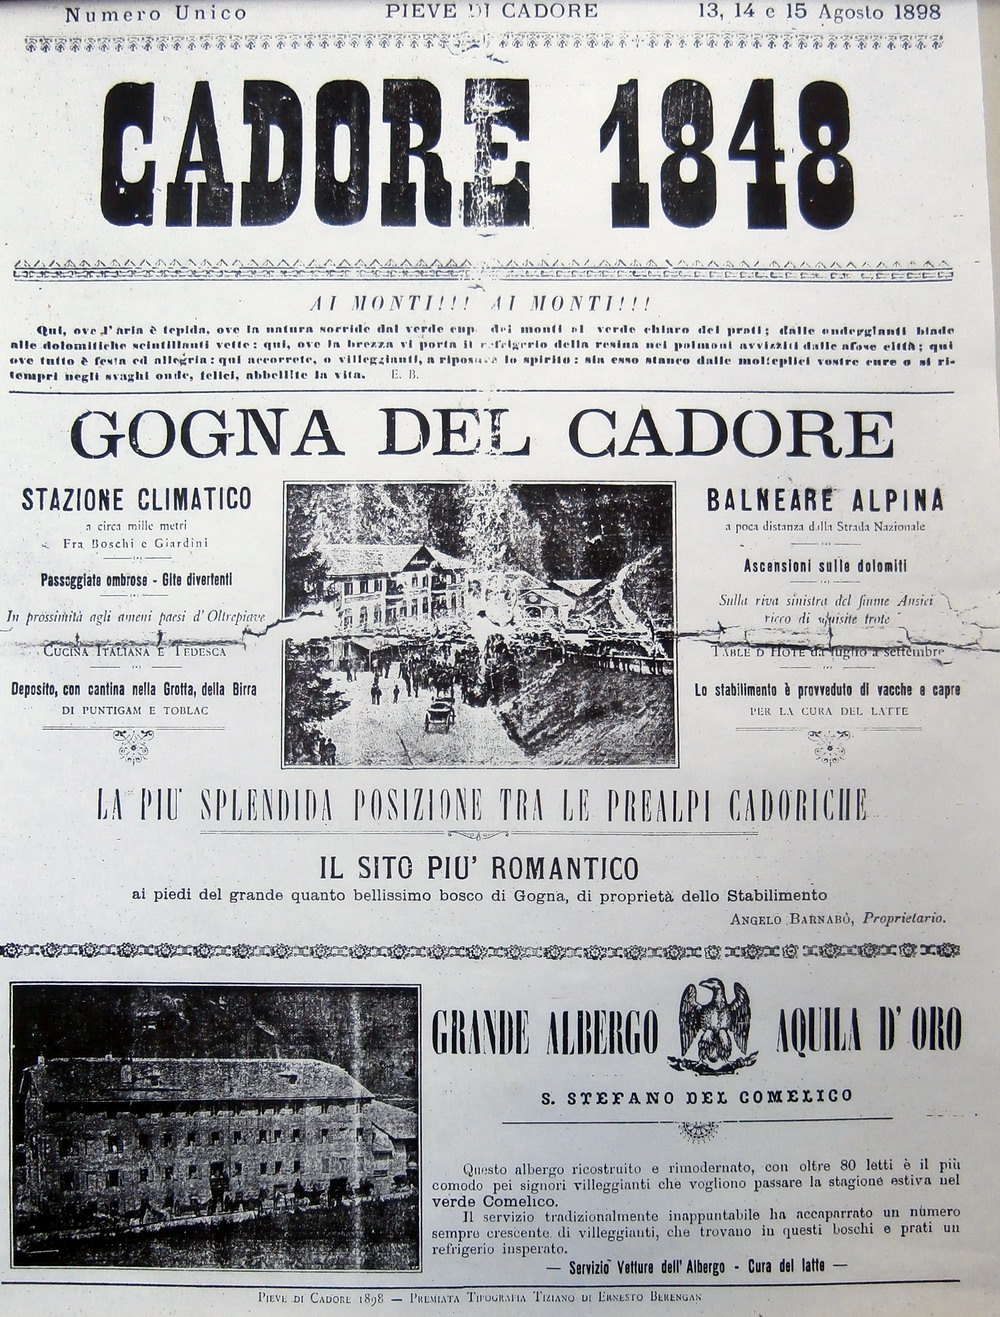 Numero Unico PIEVE DI CADORE 13, 14 e 15 Agosto 1898
CADORE 1848
AI MONTI!!! AI MONTI!!!
Qui, ove l'aria è tepida, ove la natura sorride dal verde cup dei monti al verde chiaro dei prati; dalle ondeggianti biade
alle dolomitiche scintillanti vette: qui, ove la brezza vi porta il refrigerio della resina nei polmoni avvizziti dalle afose città; qui
ove tutto è festa ed allegria: qui accorrete, o villeggianti, a riposare lo spirito: sia esso stanco dalle molteplici vostre cure o si ri-
tempri negli svaghi onde, felici, abbellite la vita. E. B.
GOGNA DEL CADORE
STAZIONE CLIMATICO
a circa mille metri
Fra Boschi e Giardini
Passeggiate ombrose - Gite divertenti
In prossimità agli ameni paesi d'Oltrepiave
CUCINA ITALIANA E TEDESCA
Deposito, con cantina nella Grotta, della Birra
DI PUNTIGAM E TOBLAC
BALNEARE ALPINA
a poca distanza dalla Strada Nazionale
Ascensioni sulle dolomiti
Sulla riva sinistra del fiume Ansiei
ricco di squisite trote
TABLE D'HOTE da luglio a settembre
Lo stabilimento è provveduto di vacche e capre
PER LA CURA DEL LATTE
LA PIU' SPLENDIDA POSIZIONE TRA LE PREALPI CADORICHE
IL SITO PIU' ROMANTICO
ai piedi del grande quanto bellissimo bosco di Gogna, di proprietà dello Stabilimento
ANGELO BARNABÒ, Proprietario.
GRANDE ALBERGO AQUILA D'ORO
S. STEFANO DEL COMELICO
Questo albergo ricostruito e rimodernato, con oltre 80 letti è il più
comodo pei signori villeggianti che vogliono passare la stagione estiva nel
verde Comelico.
Il servizio tradizionalmente inappuntabile ha accaparrato un numero
sempre crescente di villeggianti, che trovano in questi boschi e prati un
refrigerio insperato.
— Servizio Vetture dell'Albergo - Cura del latte —
PIEVE DI CADORE 1898 — PREMIATA TIPOGRAFIA TIZIANO DI ERNESTO BERENGAN